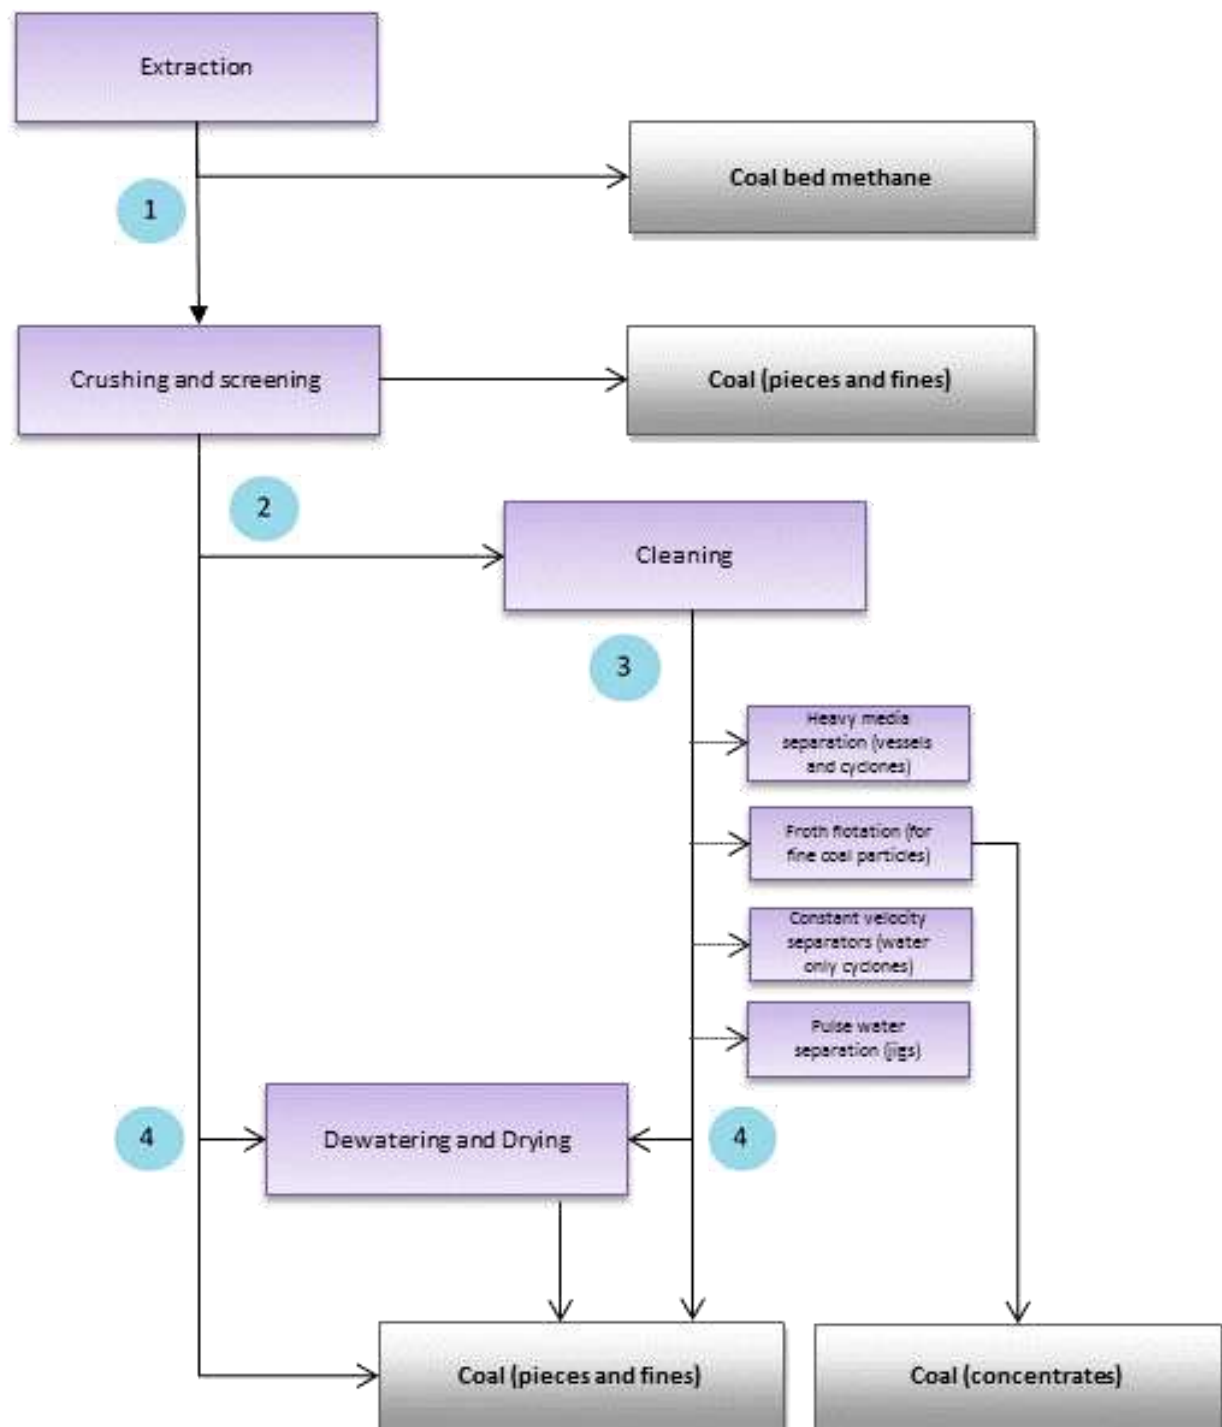 Extraction
Coal bed methane
1
Crushing and screening
Coal (pieces and fines)
2
Cleaning
3
Heavy media
separation (vessels
and cyclones)
Froth flotation (for
fine coal particles)
Constant velocity
separators (water
only cyclones)
Pulse water
separation (jigs)
4
Dewatering and Drying
4
Coal (pieces and fines)
Coal (concentrates)